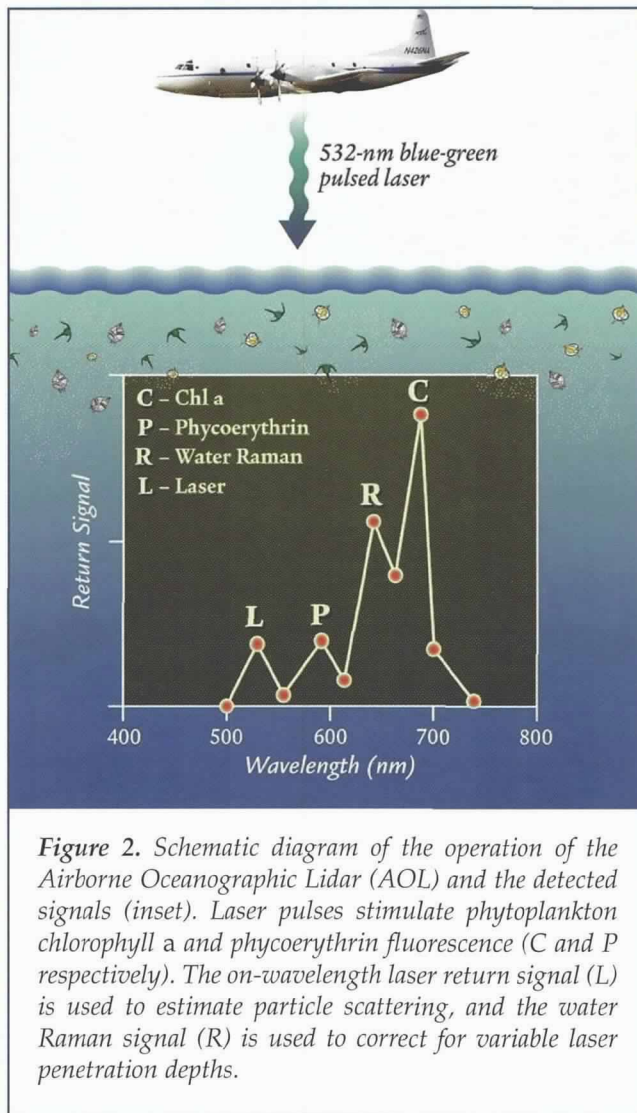 N426NA
532-nm blue-green
pulsed laser
C – Chl a
P – Phycoerythrin
R – Water Raman
L – Laser
C
R
L
P
Return Signal
400
500
600
700
800
Wavelength (nm)
Figure 2. Schematic diagram of the operation of the
Airborne Oceanographic Lidar (AOL) and the detected
signals (inset). Laser pulses stimulate phytoplankton
chlorophyll a and phycoerythrin fluorescence (C and P
respectively). The on-wavelength laser return signal (L)
is used to estimate particle scattering, and the water
Raman signal (R) is used to correct for variable laser
penetration depths.